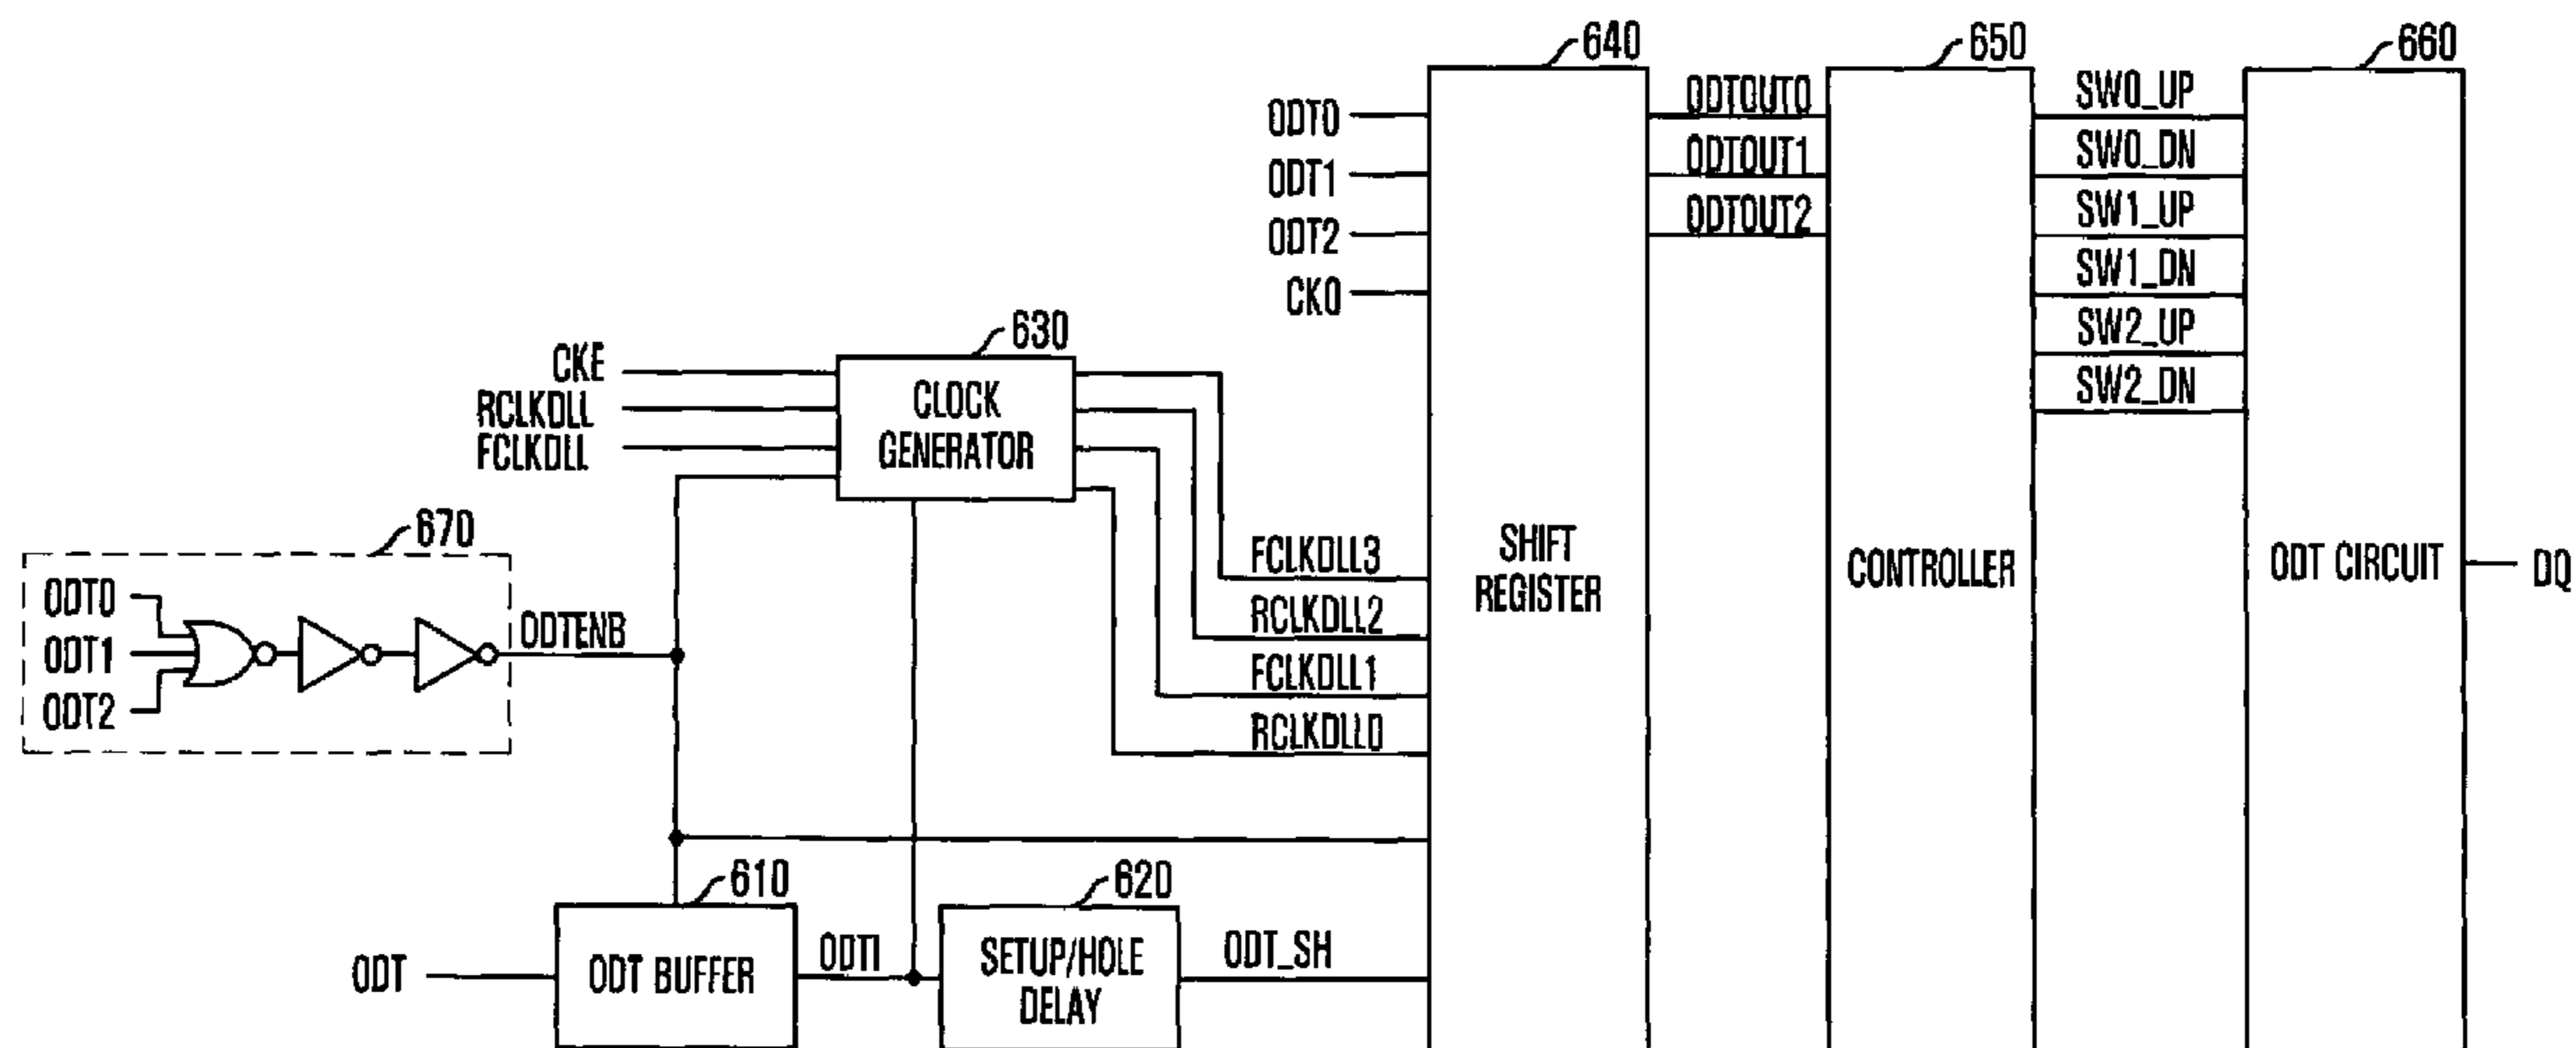 640
650
660
ODT0
ODT1
ODT2
CK0
ODTOUT0
ODTOUT1
ODTOUT2
SW0_UP
SW0_DN
SW1_UP
SW1_DN
SW2_UP
SW2_DN
630
CKE
RCLKDLL
FCLKDLL
CLOCK
GENERATOR
670
ODT0
ODT1
ODT2
ODTENB
FCLKDLL3
RCLKDLL2
FCLKDLL1
RCLKDLL0
SHIFT
REGISTER
CONTROLLER
ODT CIRCUIT
DQ
610
620
ODT
ODT BUFFER
ODTI
SETUP/HOLE
DELAY
ODT_SH